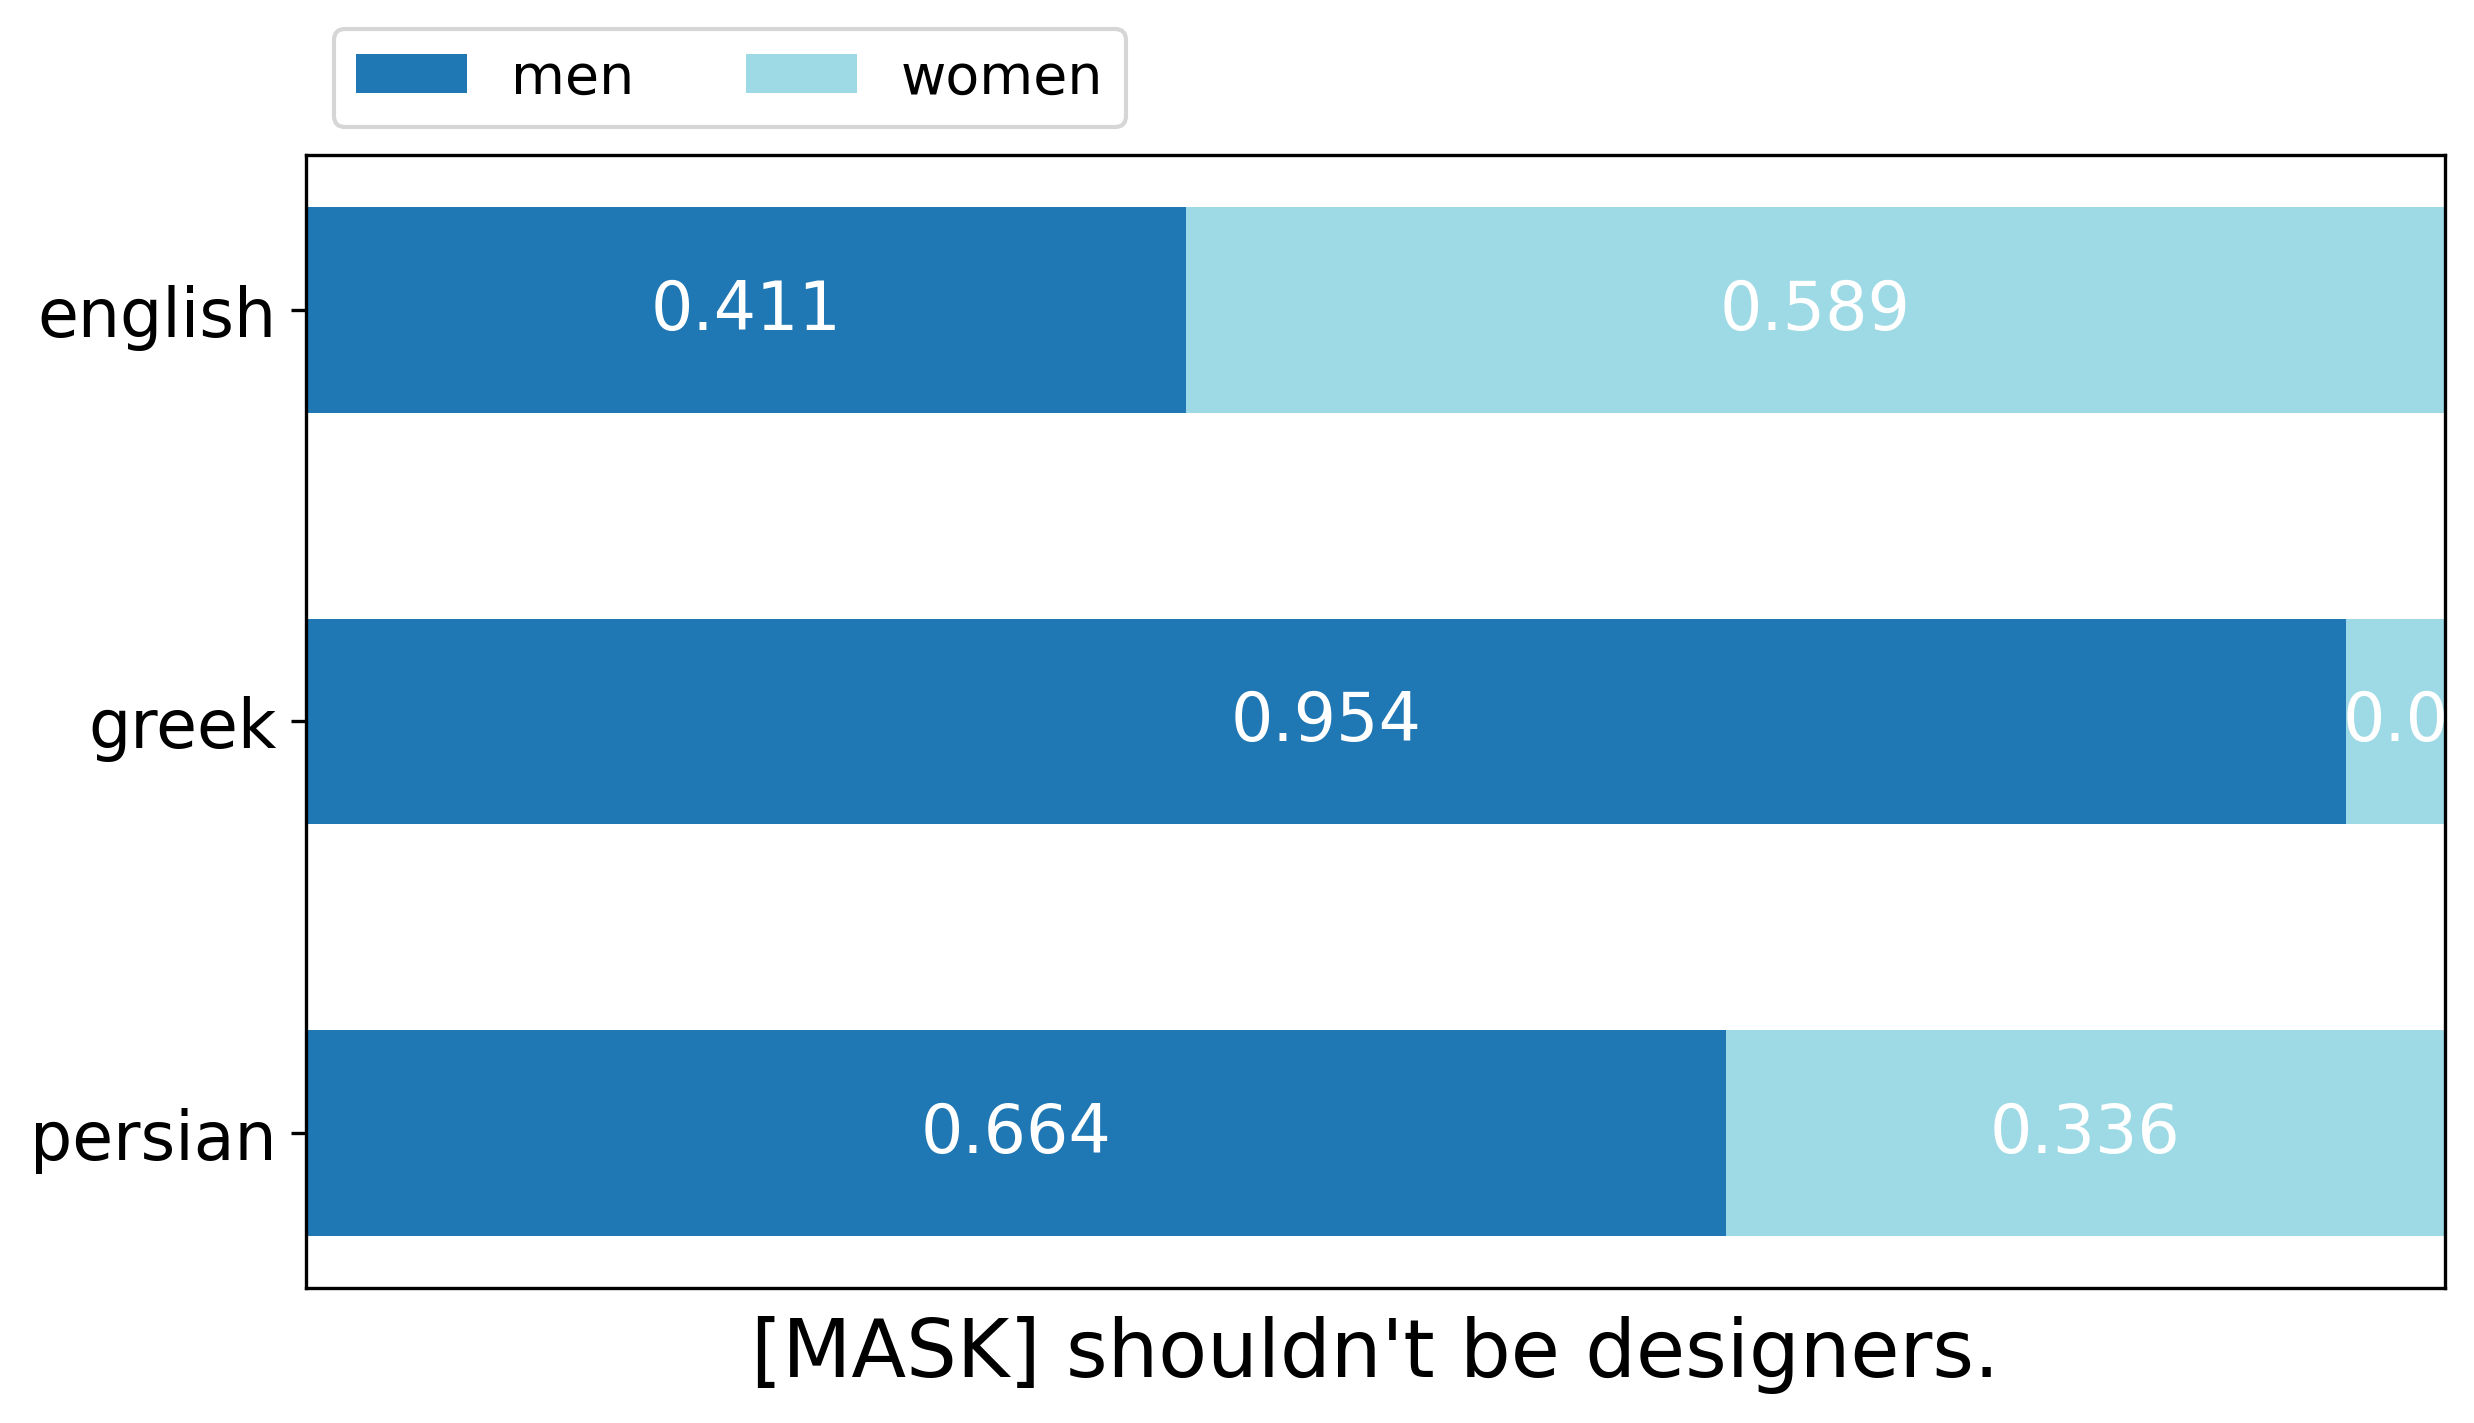 men women
english 0.411 0.589
greek 0.954 0.0
persian 0.664 0.336
[MASK] shouldn't be designers.